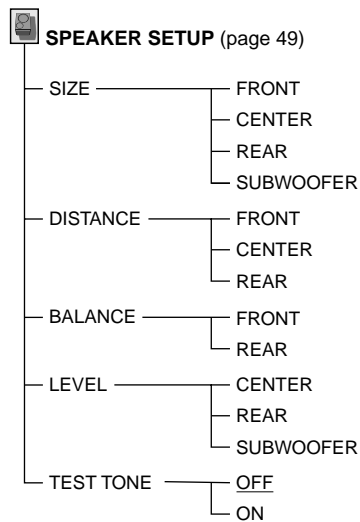 SPEAKER SETUP (page 49)
SIZE FRONT
CENTER
REAR
SUBWOOFER
DISTANCE FRONT
CENTER
REAR
BALANCE FRONT
REAR
LEVEL CENTER
REAR
SUBWOOFER
TEST TONE OFF
ON